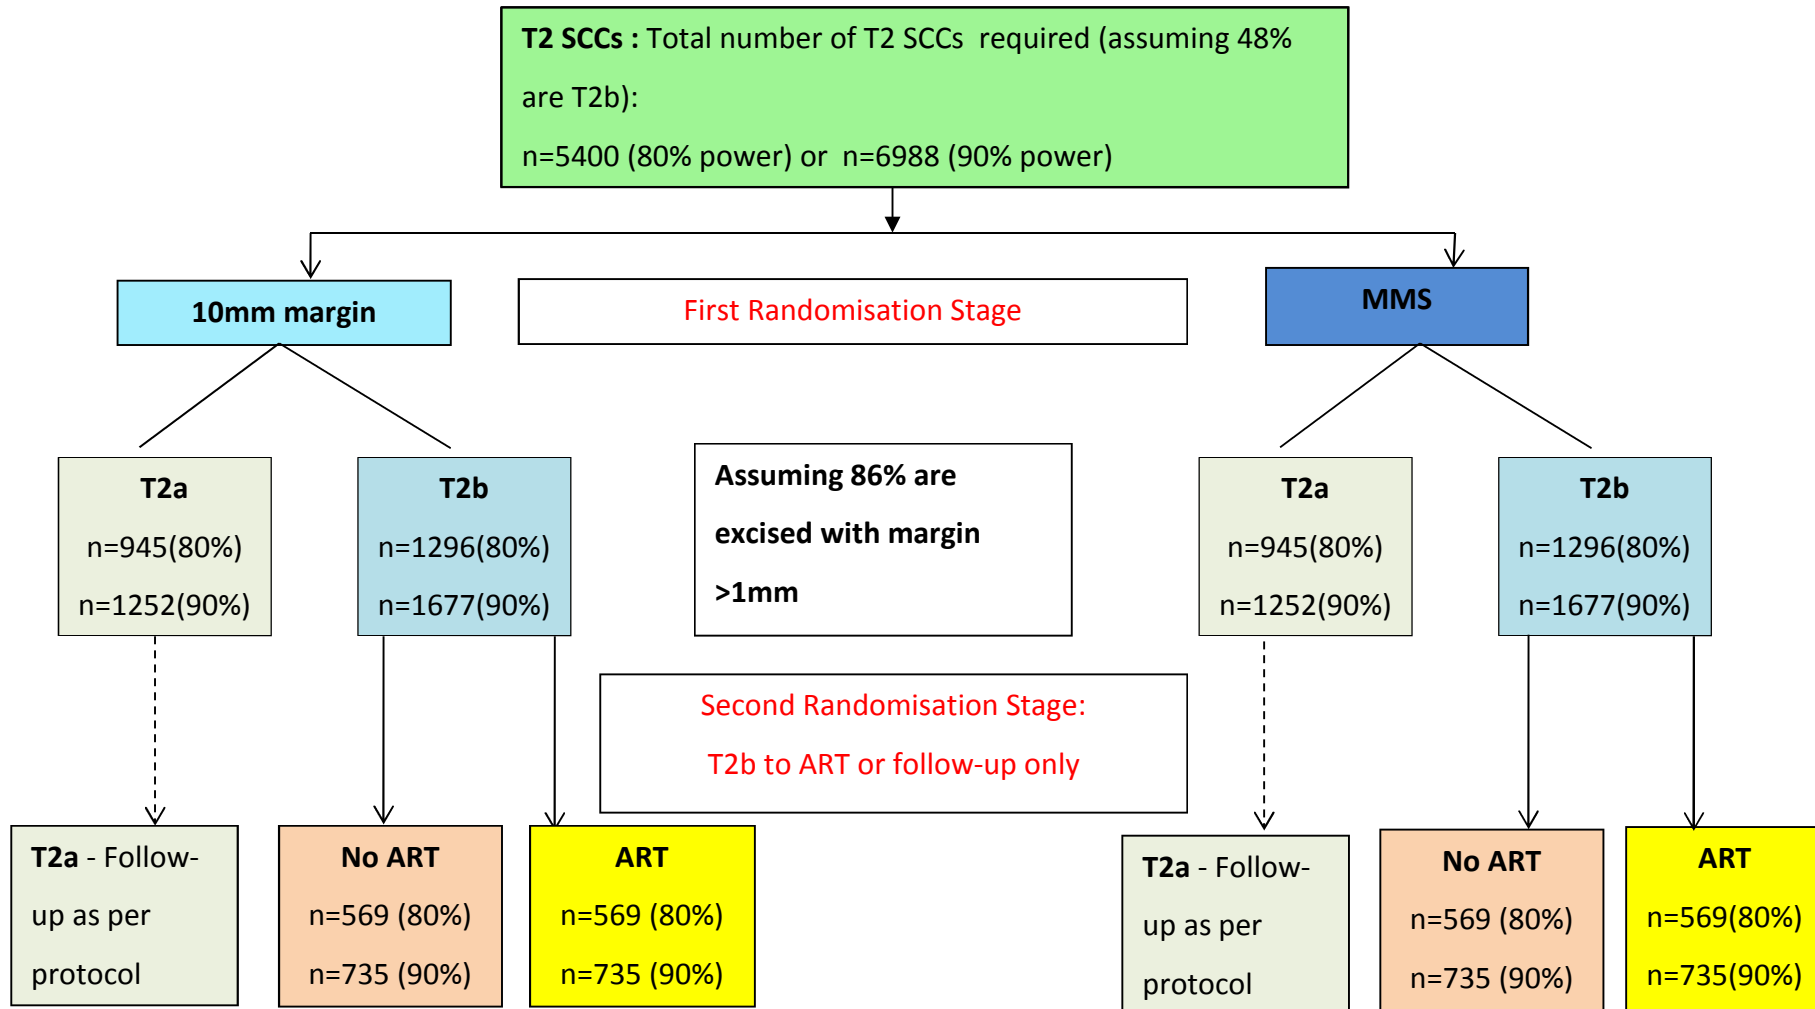 T2 SCCs : Total number of T2 SCCs required (assuming 48%
are T2b):
n=5400 (80% power) or n=6988 (90% power)
10mm margin
First Randomisation Stage
MMS
T2a
n=945(80%)
n=1252(90%)
T2b
n=1296(80%)
n=1677(90%)
Assuming 86% are
excised with margin
>1mm
T2a
n=945(80%)
n=1252(90%)
T2b
n=1296(80%)
n=1677(90%)
Second Randomisation Stage:
T2b to ART or follow-up only
T2a - Follow-
up as per
protocol
No ART
n=569 (80%)
n=735 (90%)
ART
n=569 (80%)
n=735 (90%)
T2a - Follow-
up as per
protocol
No ART
n=569 (80%)
n=735 (90%)
ART
n=569(80%)
n=735(90%)